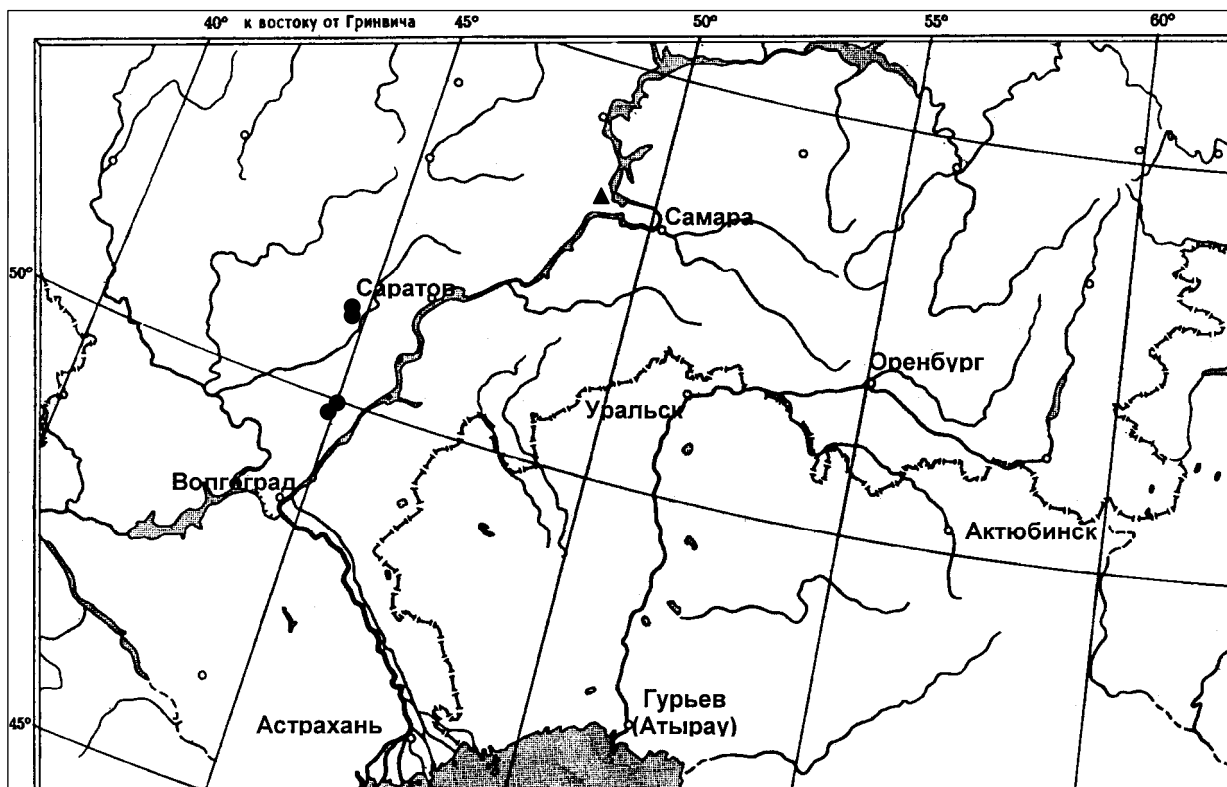 40° к востоку от Гринвича 45° 50° 55° 60°
Самара
50°
Саратов
Оренбург
Уральск
Волгоград
Актюбинск
45°
Гурьев
(Атырау)
Астрахань